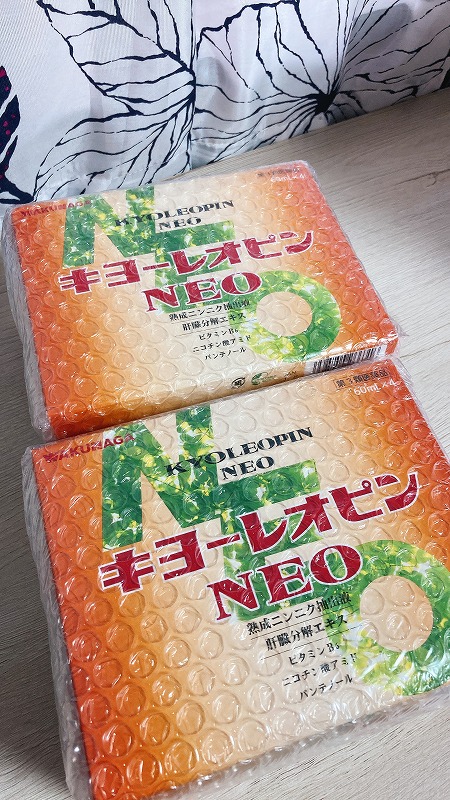 WAKUNAGA
60mL×4
KYOLEOPIN
NEO
キヨーレオピン
NEO
熟成ニンニク抽出液
肝臓分解エキス
ビタミンB6
ニコチン酸アミド
パンテノール
WAKUNAGA
第3類医薬品
60mL×4
KYOLEOPIN
NEO
キヨーレオピン
NEO
熟成ニンニク抽出液
肝臓分解エキス
ビタミンB6
ニコチン酸アミド
パンテノール